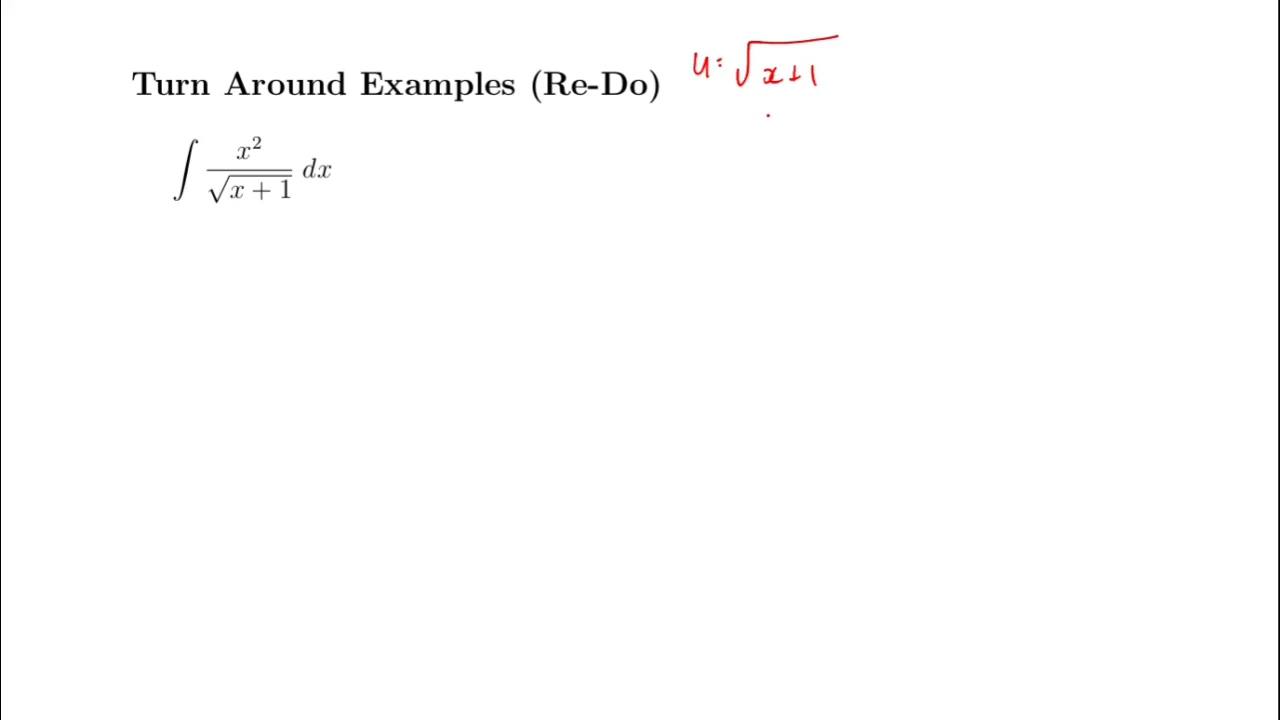 Turn Around Examples (Re-Do) u = √(x+1)
∫ x²/√(x + 1) dx